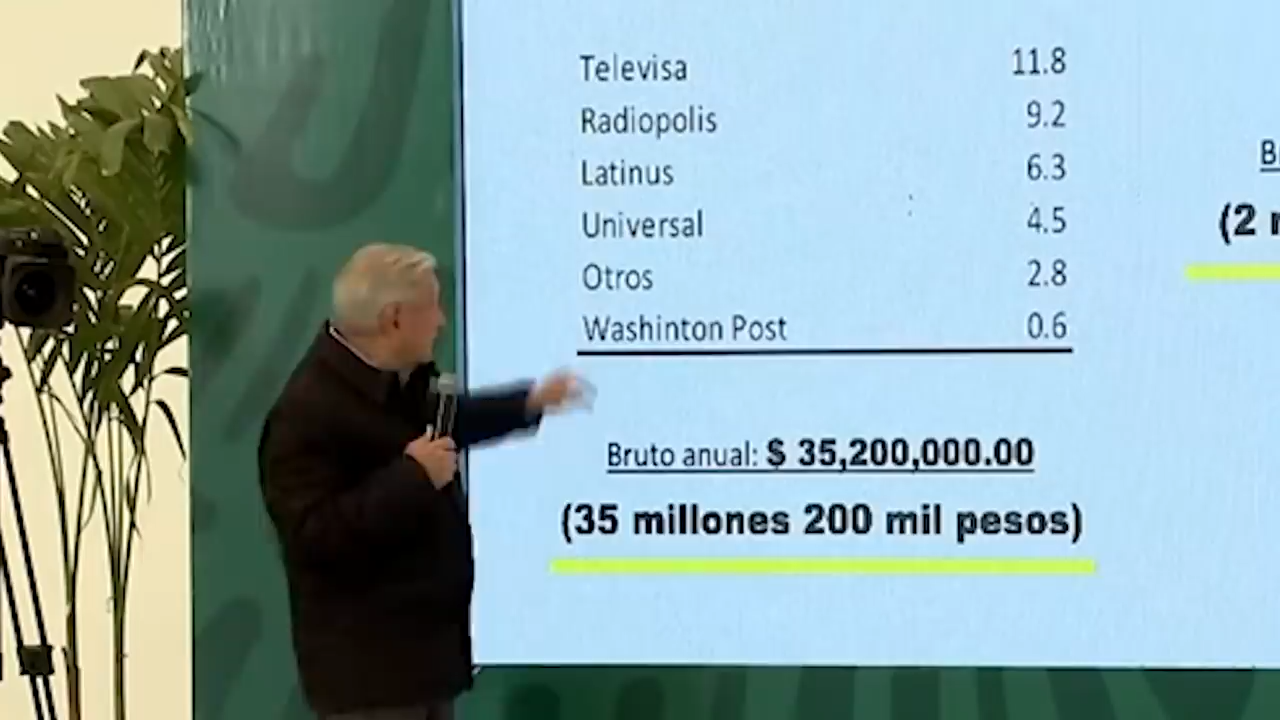 Televisa 11.8
Radiopolis 9.2
Latinus 6.3
Universal 4.5
Otros 2.8
Washinton Post 0.6
Bruto anual: $ 35,200,000.00
(35 millones 200 mil pesos)
(2